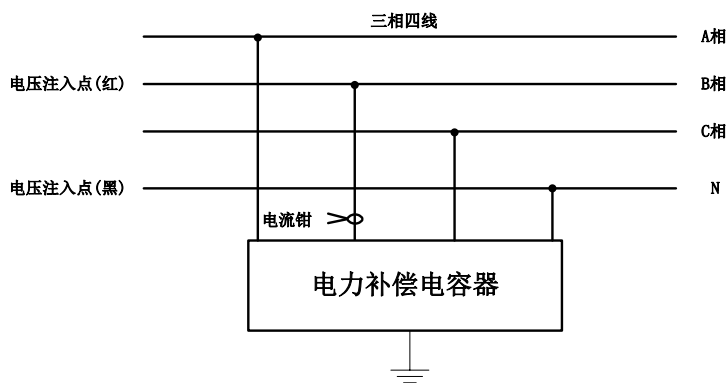 三相四线
A相
电压注入点(红)
B相
C相
电压注入点(黑)
N
电流钳
电力补偿电容器